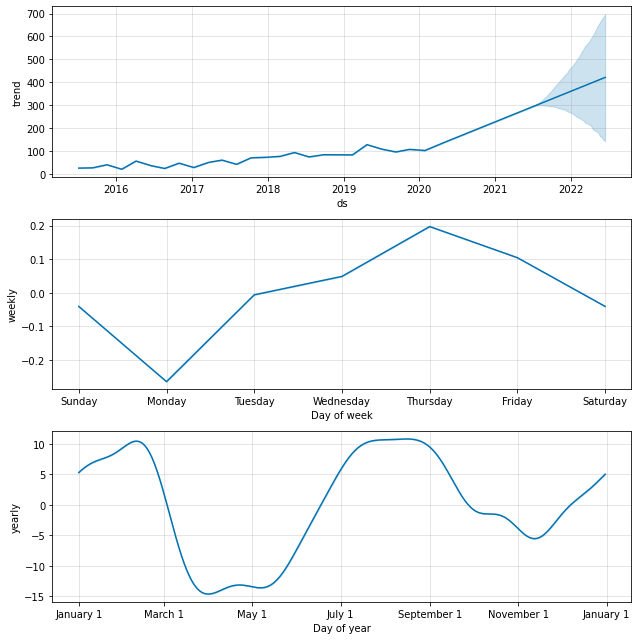 700
600
500
400
300
200
100
0
trend
2016 2017 2018 2019 2020 2021 2022
ds
0.2
0.1
0.0
−0.1
−0.2
weekly
Sunday Monday Tuesday Wednesday Thursday Friday Saturday
Day of week
10
5
0
−5
−10
−15
yearly
January 1 March 1 May 1 July 1 September 1 November 1 January 1
Day of year